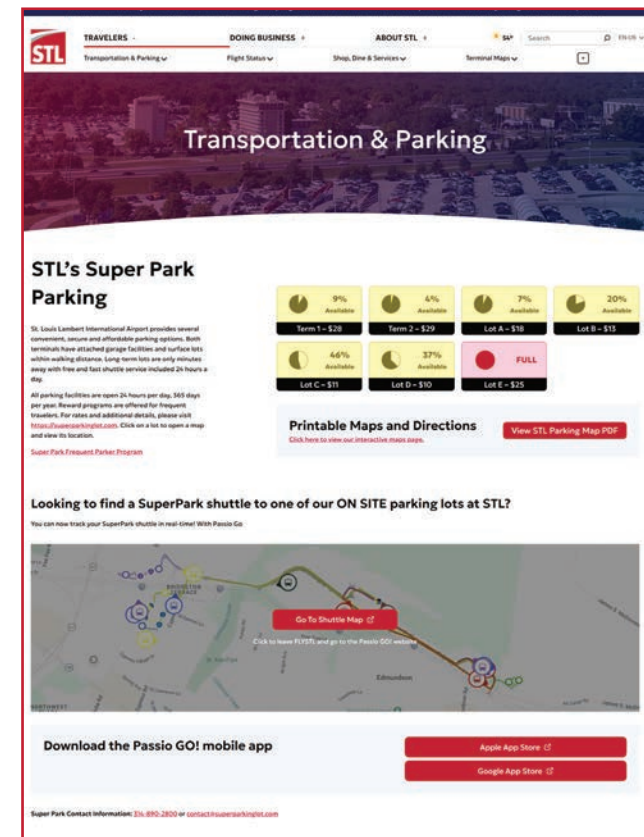 STL
TRAVELERS -
DOING BUSINESS +
ABOUT STL +
54°
Search
EN-US
Transportation & Parking
Flight Status
Shop, Dine & Services
Terminal Maps
+
Transportation & Parking
STL's Super Park
Parking
St. Louis Lambert International Airport provides several
convenient, secure and affordable parking options. Both
terminals have attached garage facilities and surface lots
within walking distance. Long-term lots are only minutes
away with free and fast shuttle service included 24 hours a
day.
All parking facilities are open 24 hours per day, 365 days
per year. Reward programs are offered for frequent
travelers. For rates and additional details, please visit
https://superparkinglot.com. Click on a lot to open a map
and view its location.
Super Park Frequent Parker Program
9%
Available
Term 1 – $28
4%
Available
Term 2 – $29
7%
Available
Lot A – $18
20%
Available
Lot B – $13
46%
Available
Lot C – $11
37%
Available
Lot D – $10
FULL
Lot E – $25
Printable Maps and Directions
Click here to view our interactive maps page.
View STL Parking Map PDF
Looking to find a SuperPark shuttle to one of our ON SITE parking lots at STL?
You can now track your SuperPark shuttle in real-time! With Passio Go
BRIDGETON
TERRACE
Go To Shuttle Map
Click to leave FLYSTL and go to the Passio GO! website
Edmundson
Download the Passio GO! mobile app
Apple App Store
Google App Store
Super Park Contact Information: 314-890-2800 or contact@superparkinglot.com